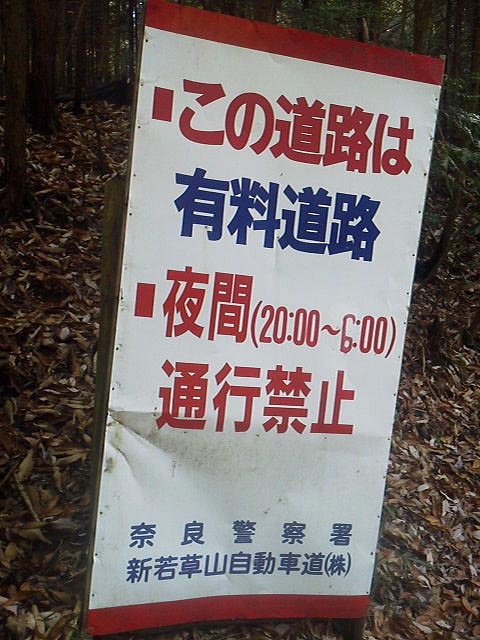 ■この道路は
有料道路
■夜間(20:00~6:00)
通行禁止
奈良警察署
新若草山自動車道㈱